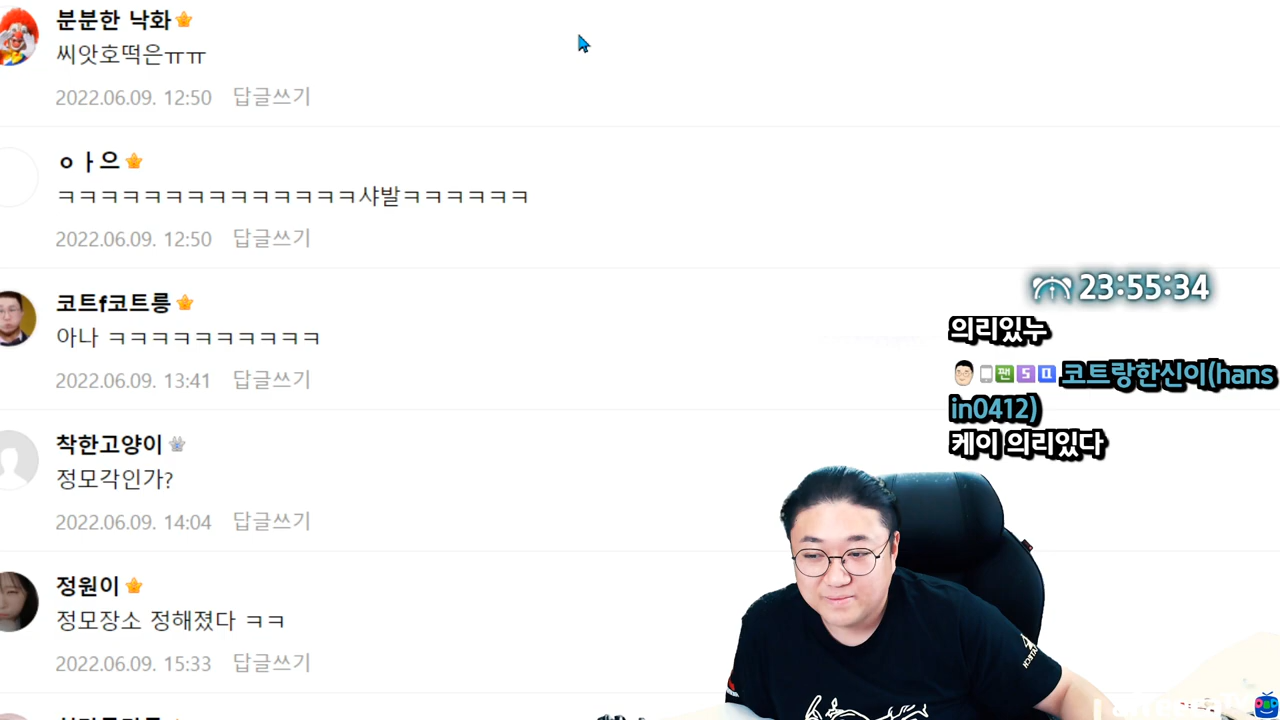 분분한 낙화
씨앗호떡은ㅠㅠ
2022.06.09. 12:50 답글쓰기
ㅇㅏ으
ㅋㅋㅋㅋㅋㅋㅋㅋㅋㅋㅋㅋㅋㅋ샤발ㅋㅋㅋㅋㅋㅋ
2022.06.09. 12:50 답글쓰기
코트f코트릉
아나 ㅋㅋㅋㅋㅋㅋㅋㅋㅋㅋ
2022.06.09. 13:41 답글쓰기
착한고양이
정모각인가?
2022.06.09. 14:04 답글쓰기
정원이
정모장소 정해졌다 ㅋㅋ
2022.06.09. 15:33 답글쓰기
23:55:34
의리있누
팬 S α 코트랑한신이(hans
in0412)
케이 의리있다